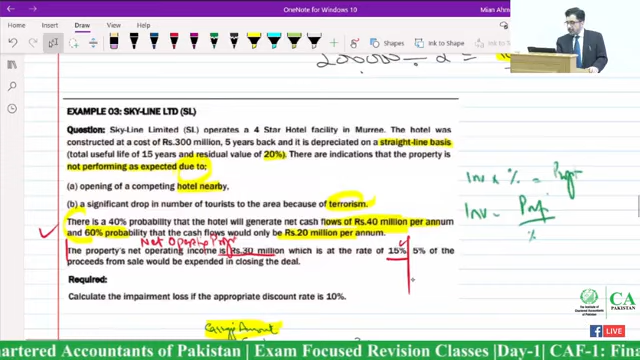 OneNote for Windows 10
Mian Ahme
Home
Insert
Draw
View
Help
Ink to Shape
Ink to
200000 - 2 =
EXAMPLE 03: SKY-LINE LTD (SL)
Question: Sky-Line Limited (SL) operates a 4 Star Hotel facility in Murree. The hotel was
constructed at a cost of Rs.300 million, 5 years back and it is depreciated on a straight-line basis
(total useful life of 15 years and residual value of 20%). There are indications that the property is
not performing as expected due to:
(a) opening of a competing hotel nearby,
(b) a significant drop in number of tourists to the area because of terrorism.
There is a 40% probability that the hotel will generate net cash flows of Rs.40 million per annum
and 60% probability that the cash flows would only be Rs.20 million per annum.
Net Operating Profit
The property's net operating income is Rs.30 million which is at the rate of 15% 5% of the
proceeds from sale would be expended in closing the deal.
Required:
Calculate the impairment loss if the appropriate discount rate is 10%.
Inv x % = Profit
Inv = Profit
%
Carrying Amount
LIVE
Chartered Accountants of Pakistan | Exam Focused Revision Classes |Day-1| CAF-1: Fina
CA
PAKISTAN